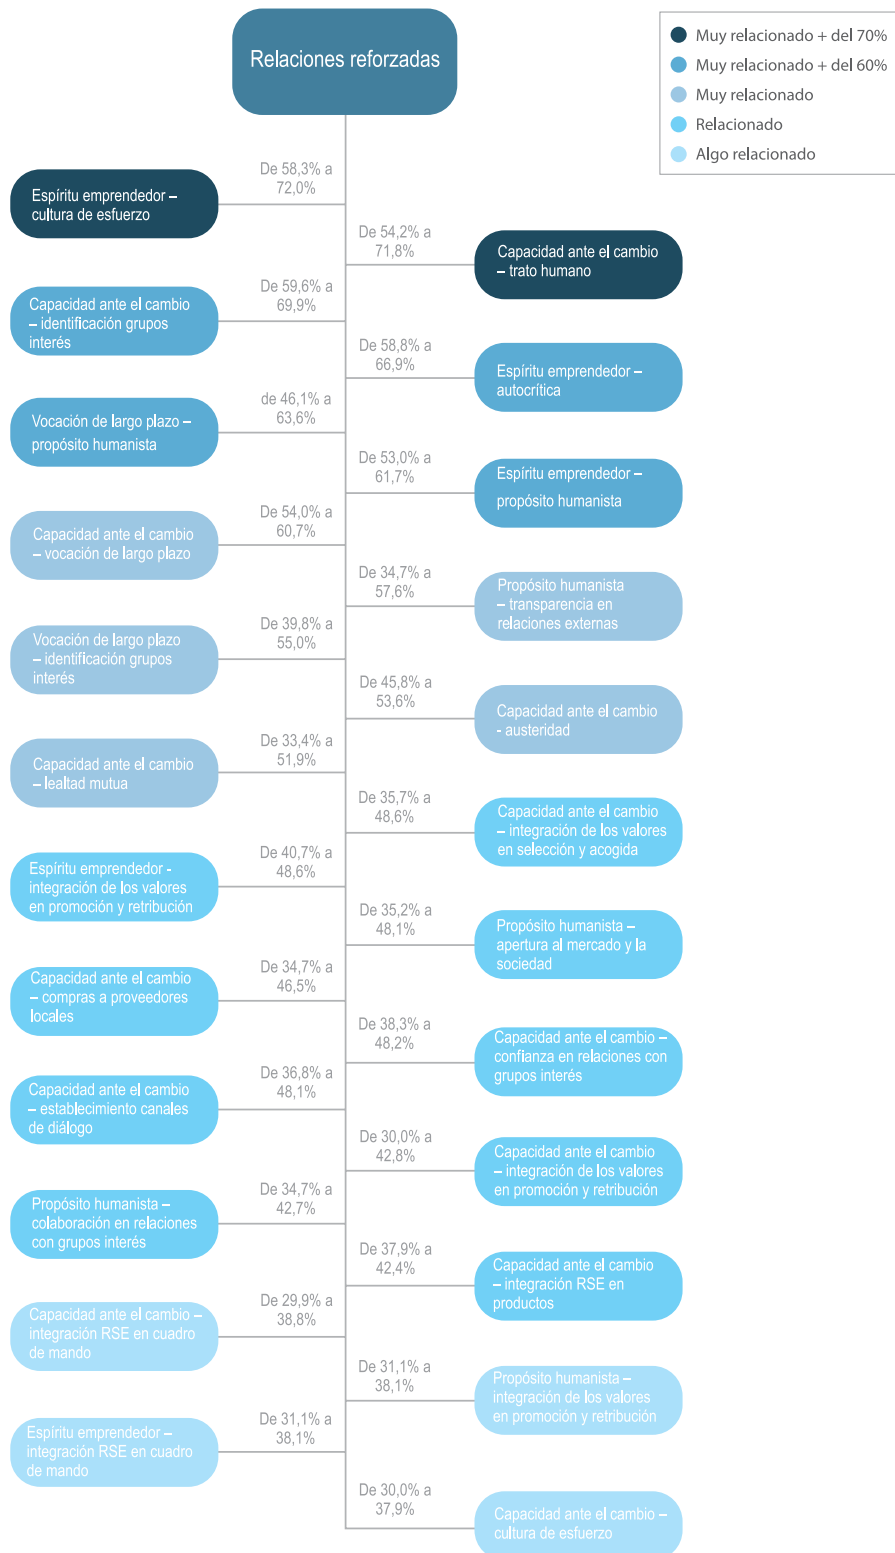 Relaciones reforzadas
Muy relacionado + del 70%
Muy relacionado + del 60%
Muy relacionado
Relacionado
Algo relacionado
De 58,3% a
72,0%
Espíritu emprendedor –
cultura de esfuerzo
De 54,2% a
71,8%
Capacidad ante el cambio
– trato humano
De 59,6% a
69,9%
Capacidad ante el cambio
– identificación grupos
interés
De 58,8% a
66,9%
Espíritu emprendedor –
autocrítica
de 46,1% a
63,6%
Vocación de largo plazo –
propósito humanista
De 53,0% a
61,7%
Espíritu emprendedor –
propósito humanista
De 54,0% a
60,7%
Capacidad ante el cambio
– vocación de largo plazo
De 34,7% a
57,6%
Propósito humanista
– transparencia en
relaciones externas
De 39,8% a
55,0%
Vocación de largo plazo
– identificación grupos
interés
De 45,8% a
53,6%
Capacidad ante el cambio
- austeridad
De 33,4% a
51,9%
Capacidad ante el cambio
– lealtad mutua
De 35,7% a
48,6%
Capacidad ante el cambio
– integración de los valores
en selección y acogida
De 40,7% a
48,6%
Espíritu emprendedor -
integración de los valores
en promoción y retribución
De 35,2% a
48,1%
Propósito humanista –
apertura al mercado y la
sociedad
De 34,7% a
46,5%
Capacidad ante el cambio
– compras a proveedores
locales
De 38,3% a
48,2%
Capacidad ante el cambio –
confianza en relaciones con
grupos interés
De 36,8% a
48,1%
Capacidad ante el cambio
– establecimiento canales
de diálogo
De 30,0% a
42,8%
Capacidad ante el cambio
– integración de los valores
en promoción y retribución
De 34,7% a
42,7%
Propósito humanista –
colaboración en relaciones
con grupos interés
De 37,9% a
42,4%
Capacidad ante el cambio
– integración RSE en
productos
De 29,9% a
38,8%
Capacidad ante el cambio –
integración RSE en cuadro
de mando
De 31,1% a
38,1%
Propósito humanista –
integración de los valores
en promoción y retribución
De 31,1% a
38,1%
Espíritu emprendedor –
integración RSE en cuadro
de mando
De 30,0% a
37,9%
Capacidad ante el cambio –
cultura de esfuerzo